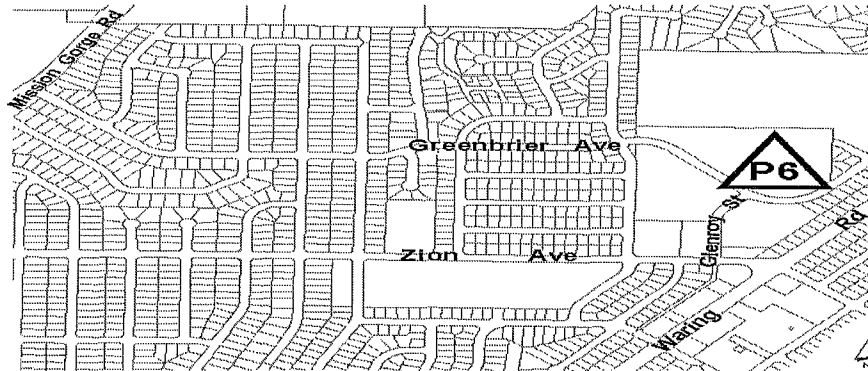 Mission Gorge Rd
Greenbrier Ave
P6
Glenroy St
Rd
Zion Ave
Waring